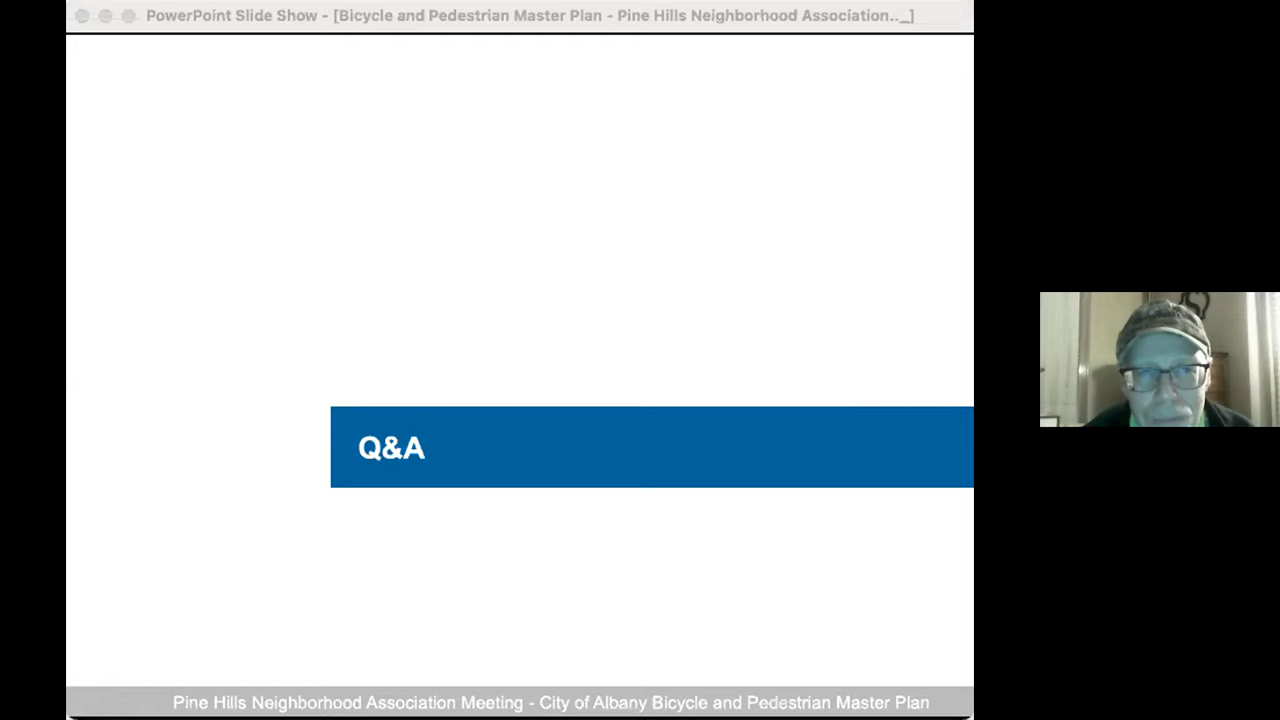 PowerPoint Slide Show - [Bicycle and Pedestrian Master Plan - Pine Hills Neighborhood Association.._]
Q&A
Pine Hills Neighborhood Association Meeting - City of Albany Bicycle and Pedestrian Master Plan